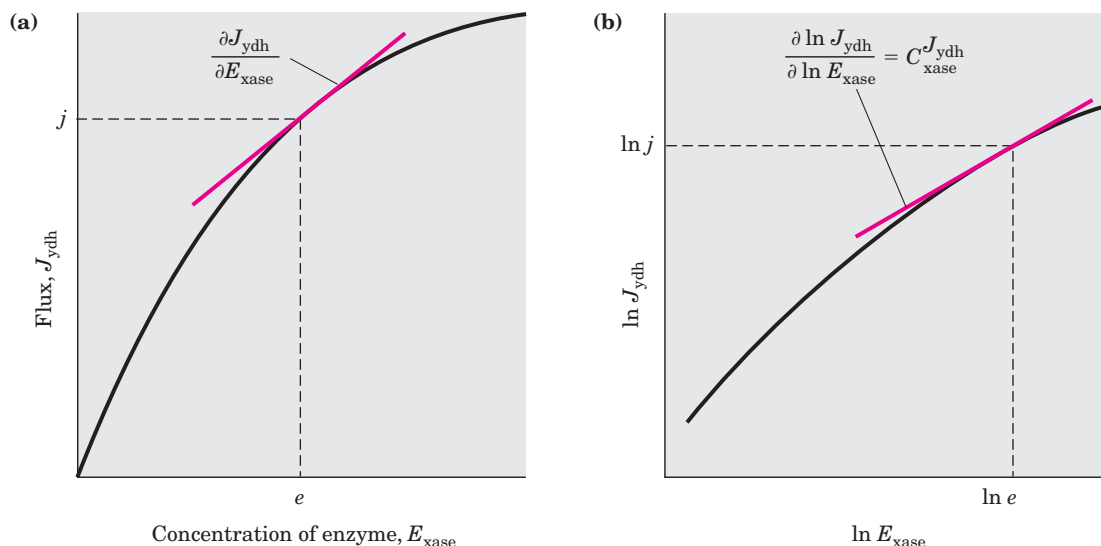 (a)
∂J_ydh
∂E_xase
j
Flux, J_ydh
e
Concentration of enzyme, E_xase
(b)
∂ ln J_ydh
∂ ln E_xase
= C^J_ydh_xase
ln j
ln J_ydh
ln e
ln E_xase